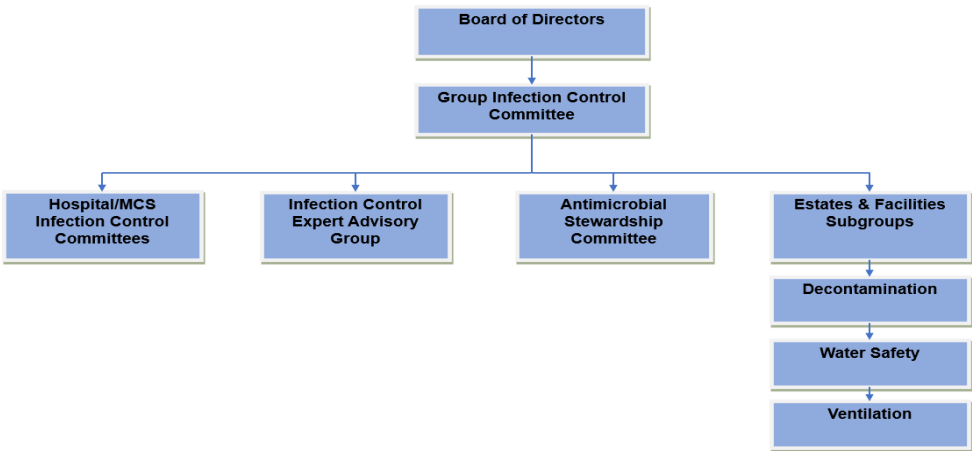 Board of Directors
Group Infection Control
Committee
Hospital/MCS
Infection Control
Committees
Infection Control
Expert Advisory
Group
Antimicrobial
Stewardship
Committee
Estates & Facilities
Subgroups
Decontamination
Water Safety
Ventilation